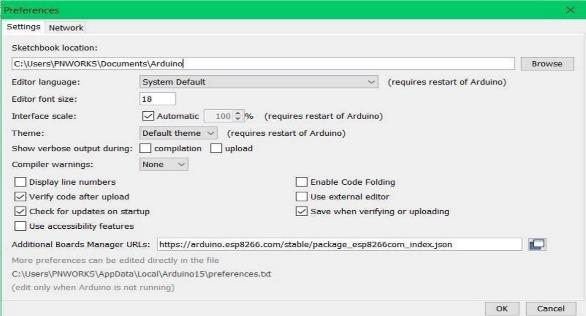 Preferences
Settings Network
Sketchbook location:
C:\Users\PNWORKS\Documents\Arduino
Browse
Editor language: System Default (requires restart of Arduino)
Editor font size: 18
Interface scale: Automatic 100 % (requires restart of Arduino)
Theme: Default theme (requires restart of Arduino)
Show verbose output during: compilation upload
Compiler warnings: None
Display line numbers Enable Code Folding
Verify code after upload Use external editor
Check for updates on startup Save when verifying or uploading
Use accessibility features
Additional Boards Manager URLs: https://arduino.esp8266.com/stable/package_esp8266com_index.json
More preferences can be edited directly in the file
C:\Users\PNWORKS\AppData\Local\Arduino15\preferences.txt
(edit only when Arduino is not running)
OK Cancel